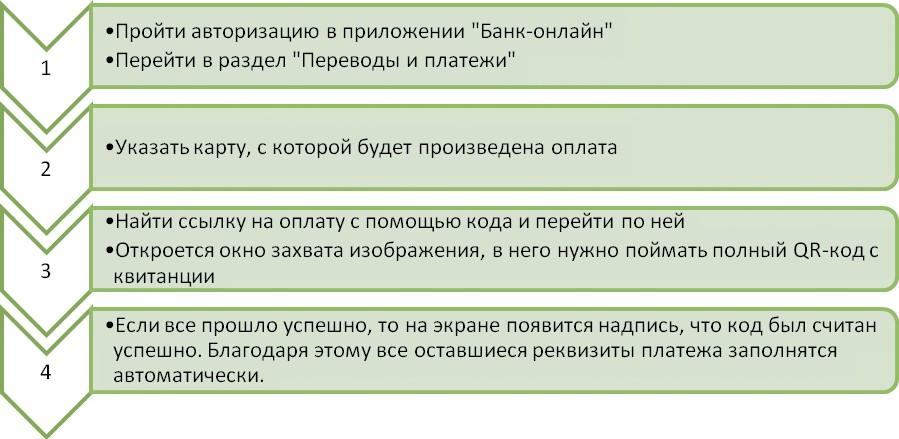 1
•Пройти авторизацию в приложении "Банк-онлайн"
•Перейти в раздел "Переводы и платежи"
2
•Указать карту, с которой будет произведена оплата
3
•Найти ссылку на оплату с помощью кода и перейти по ней
•Откроется окно захвата изображения, в него нужно поймать полный QR-код с
квитанции
4
•Если все прошло успешно, то на экране появится надпись, что код был считан
успешно. Благодаря этому все оставшиеся реквизиты платежа заполнятся
автоматически.